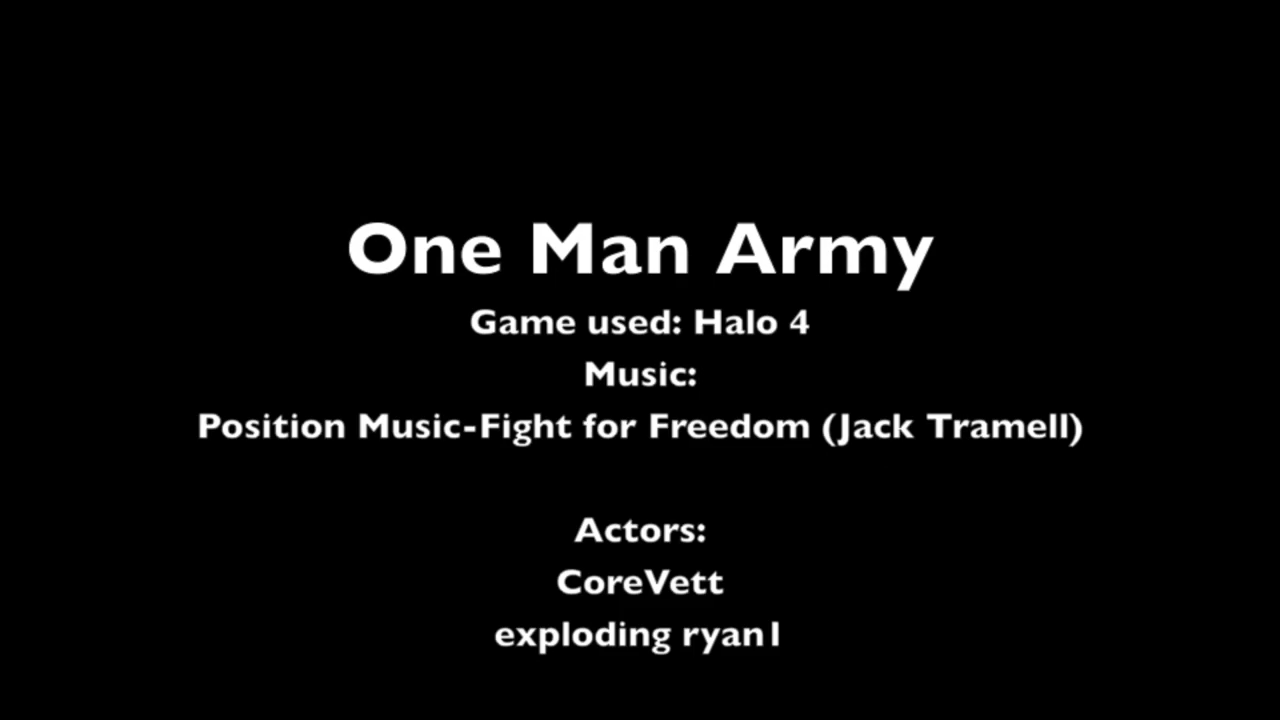 One Man Army
Game used: Halo 4
Music:
Position Music-Fight for Freedom (Jack Tramell)
Actors:
CoreVett
exploding ryan1